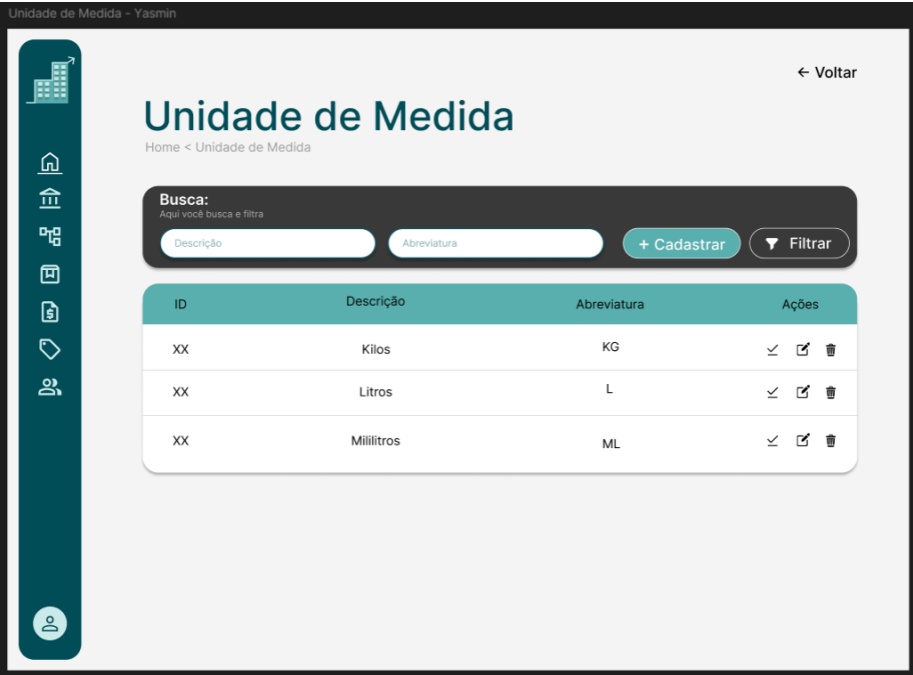 Unidade de Medida - Yasmin
← Voltar
Unidade de Medida
Home < Unidade de Medida
Busca:
Aqui você busca e filtra
Descrição Abreviatura + Cadastrar Filtrar
ID Descrição Abreviatura Ações
XX Kilos KG
XX Litros L
XX Mililitros ML